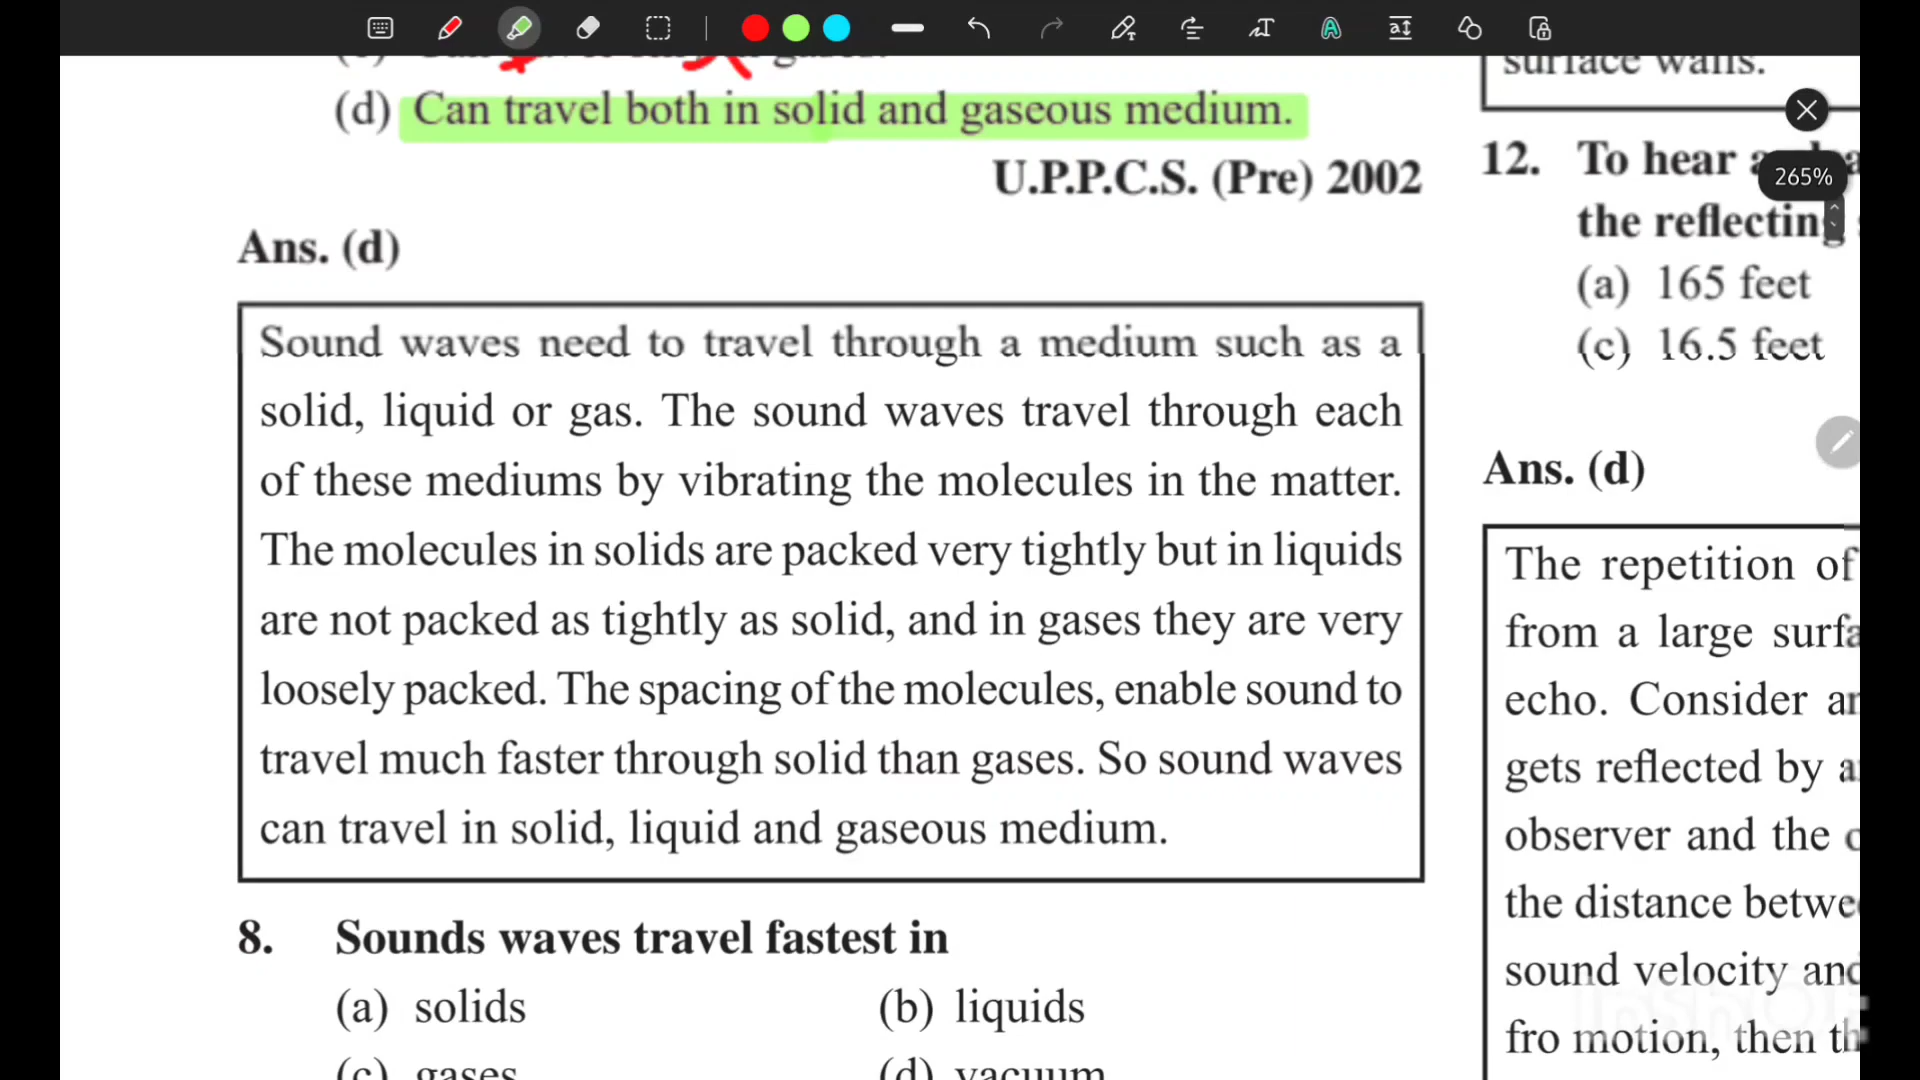 (d) Can travel both in solid and gaseous medium.
U.P.P.C.S. (Pre) 2002
Ans. (d)
Sound waves need to travel through a medium such as a
solid, liquid or gas. The sound waves travel through each
of these mediums by vibrating the molecules in the matter.
The molecules in solids are packed very tightly but in liquids
are not packed as tightly as solid, and in gases they are very
loosely packed. The spacing of the molecules, enable sound to
travel much faster through solid than gases. So sound waves
can travel in solid, liquid and gaseous medium.
8. Sounds waves travel fastest in
(a) solids (b) liquids
(c) gases (d) vacuum
surface walls.
265%
12. To hear
the reflecting
(a) 165 feet
(c) 16.5 feet
Ans. (d)
The repetition of
from a large
echo. Consider
gets reflected by
observer and the
the distance
sound velocity
fro motion, then